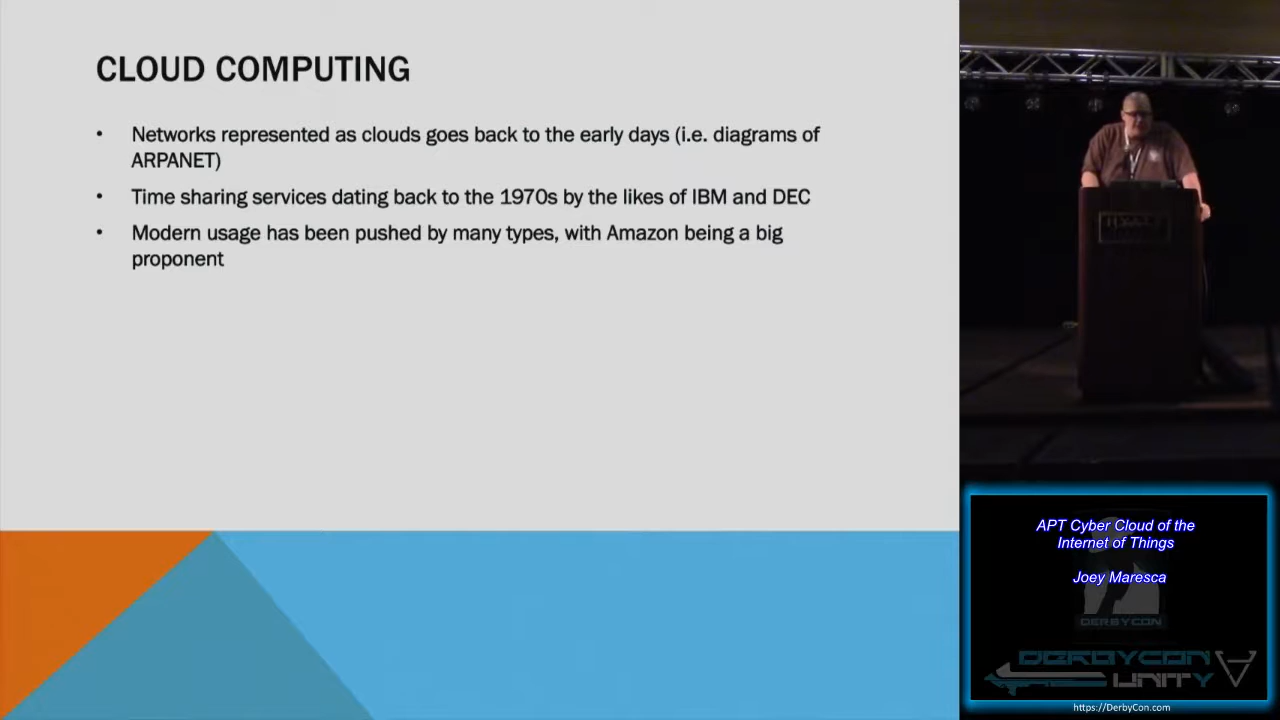 CLOUD COMPUTING
• Networks represented as clouds goes back to the early days (i.e. diagrams of
ARPANET)
• Time sharing services dating back to the 1970s by the likes of IBM and DEC
• Modern usage has been pushed by many types, with Amazon being a big
proponent
APT Cyber Cloud of the
Internet of Things
Joey Maresca
DERBYCON
DERBYCON
UNITY
https://DerbyCon.com